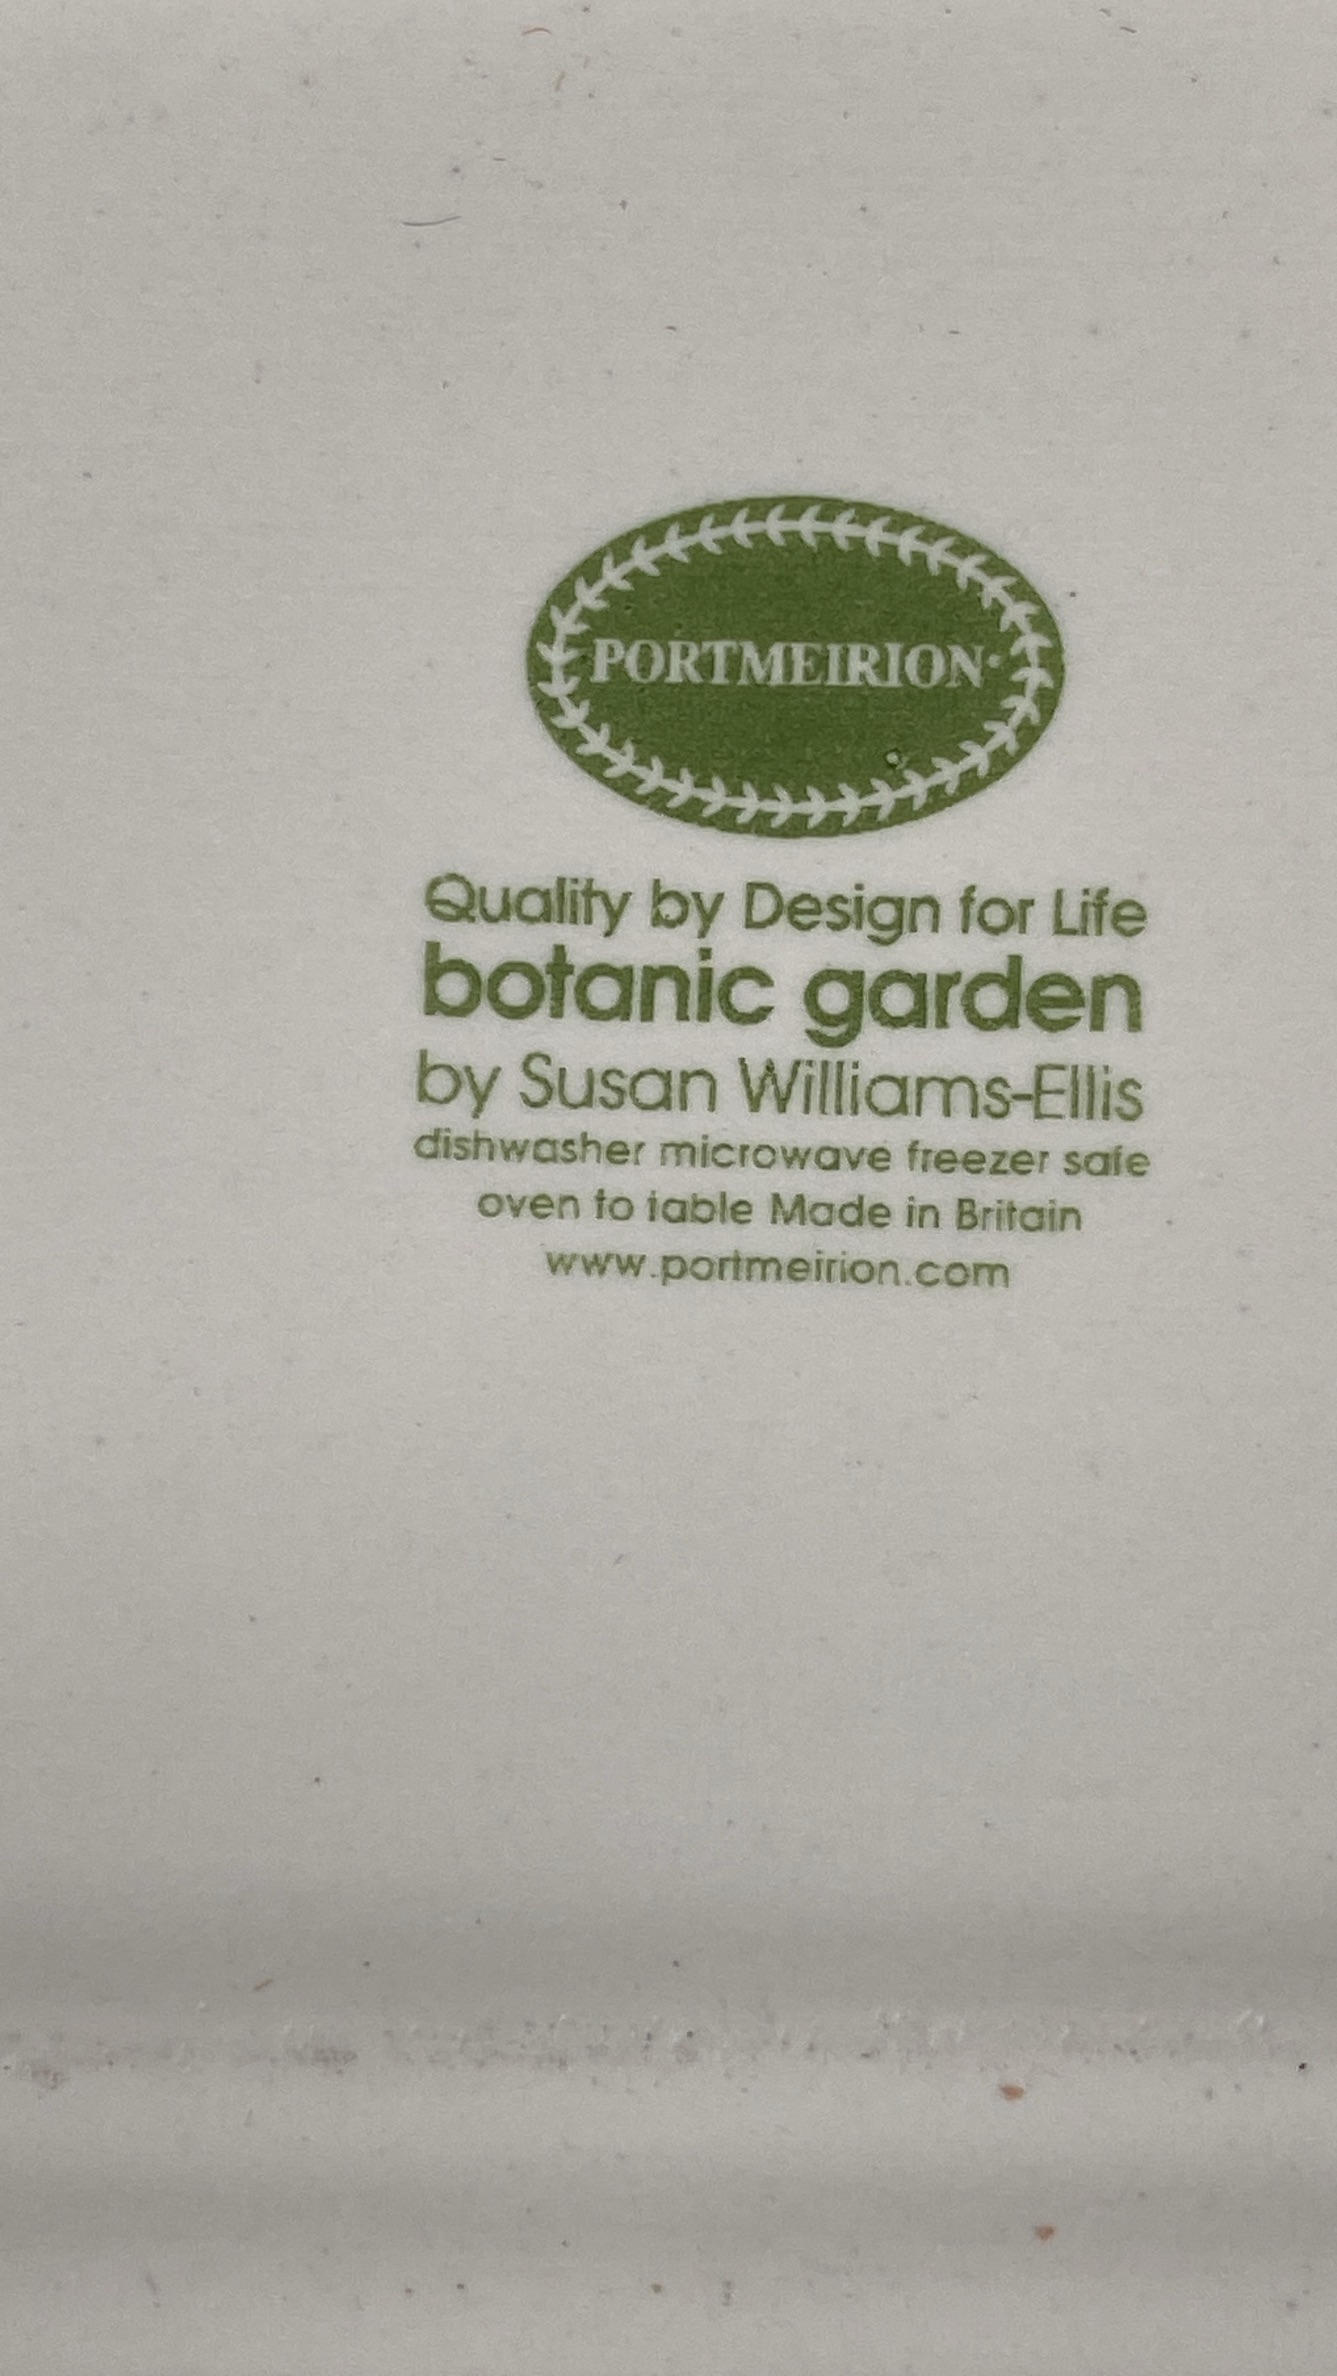 PORTMEIRION
Quality by Design for Life
botanic garden
by Susan Williams-Ellis
dishwasher microwave freezer safe
oven to table Made in Britain
www.portmeirion.com